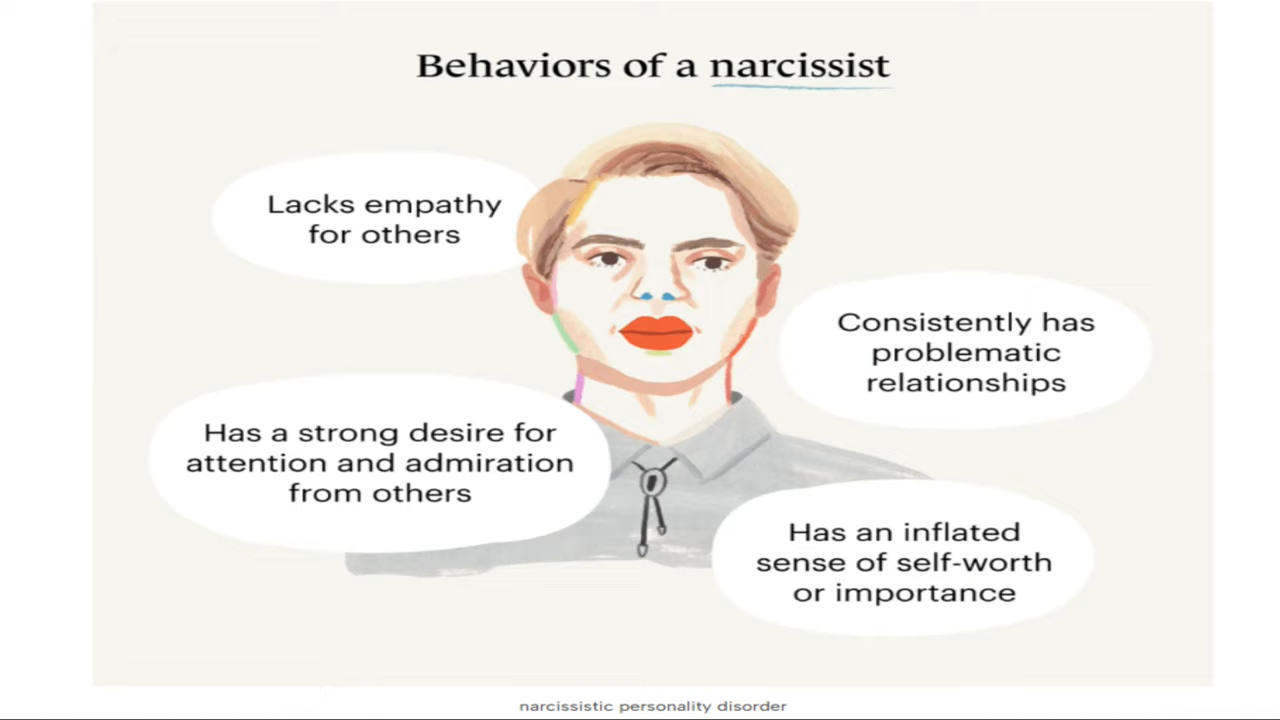 Behaviors of a narcissist
Lacks empathy
for others
Consistently has
problematic
relationships
Has a strong desire for
attention and admiration
from others
Has an inflated
sense of self-worth
or importance
narcissistic personality disorder